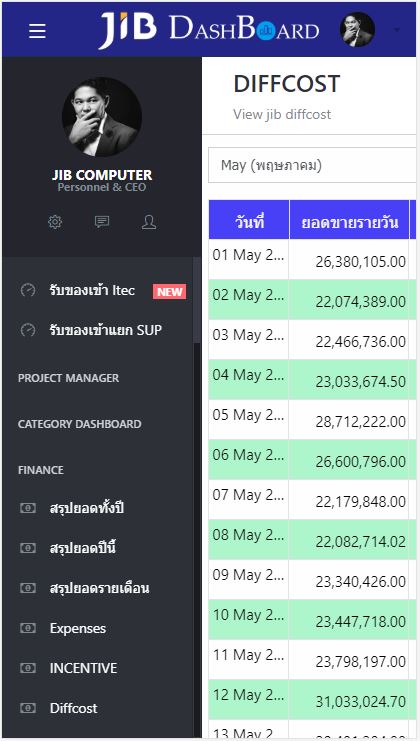 JIB DASHBOARD
JIB COMPUTER
Personnel & CEO
รับของเข้า Itec NEW
รับของเข้าแยก SUP
PROJECT MANAGER
CATEGORY DASHBOARD
FINANCE
สรุปยอดทั้งปี
สรุปยอดปีนี้
สรุปยอดรายเดือน
Expenses
INCENTIVE
Diffcost
DIFFCOST
View jib diffcost
May (พฤษภาคม)
วันที่ ยอดขายรายวัน
01 May 2... 26,380,105.00
02 May 2... 22,074,389.00
03 May 2... 22,466,736.00
04 May 2... 23,033,674.50
05 May 2... 28,712,222.00
06 May 2... 26,600,796.00
07 May 2... 22,179,848.00
08 May 2... 22,082,714.02
09 May 2... 23,340,426.00
10 May 2... 23,447,718.00
11 May 2... 23,798,197.00
12 May 2... 31,033,024.70
13 May 2...